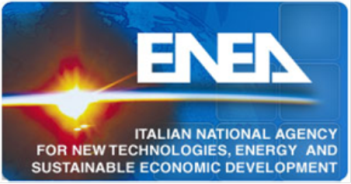 ENEA
ITALIAN NATIONAL AGENCY
FOR NEW TECHNOLOGIES, ENERGY AND
SUSTAINABLE ECONOMIC DEVELOPMENT